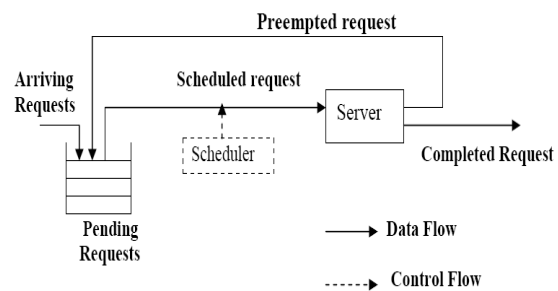 Preempted request
Arriving
Requests
Scheduled request
Server
Scheduler
Completed Request
Pending
Requests
Data Flow
Control Flow